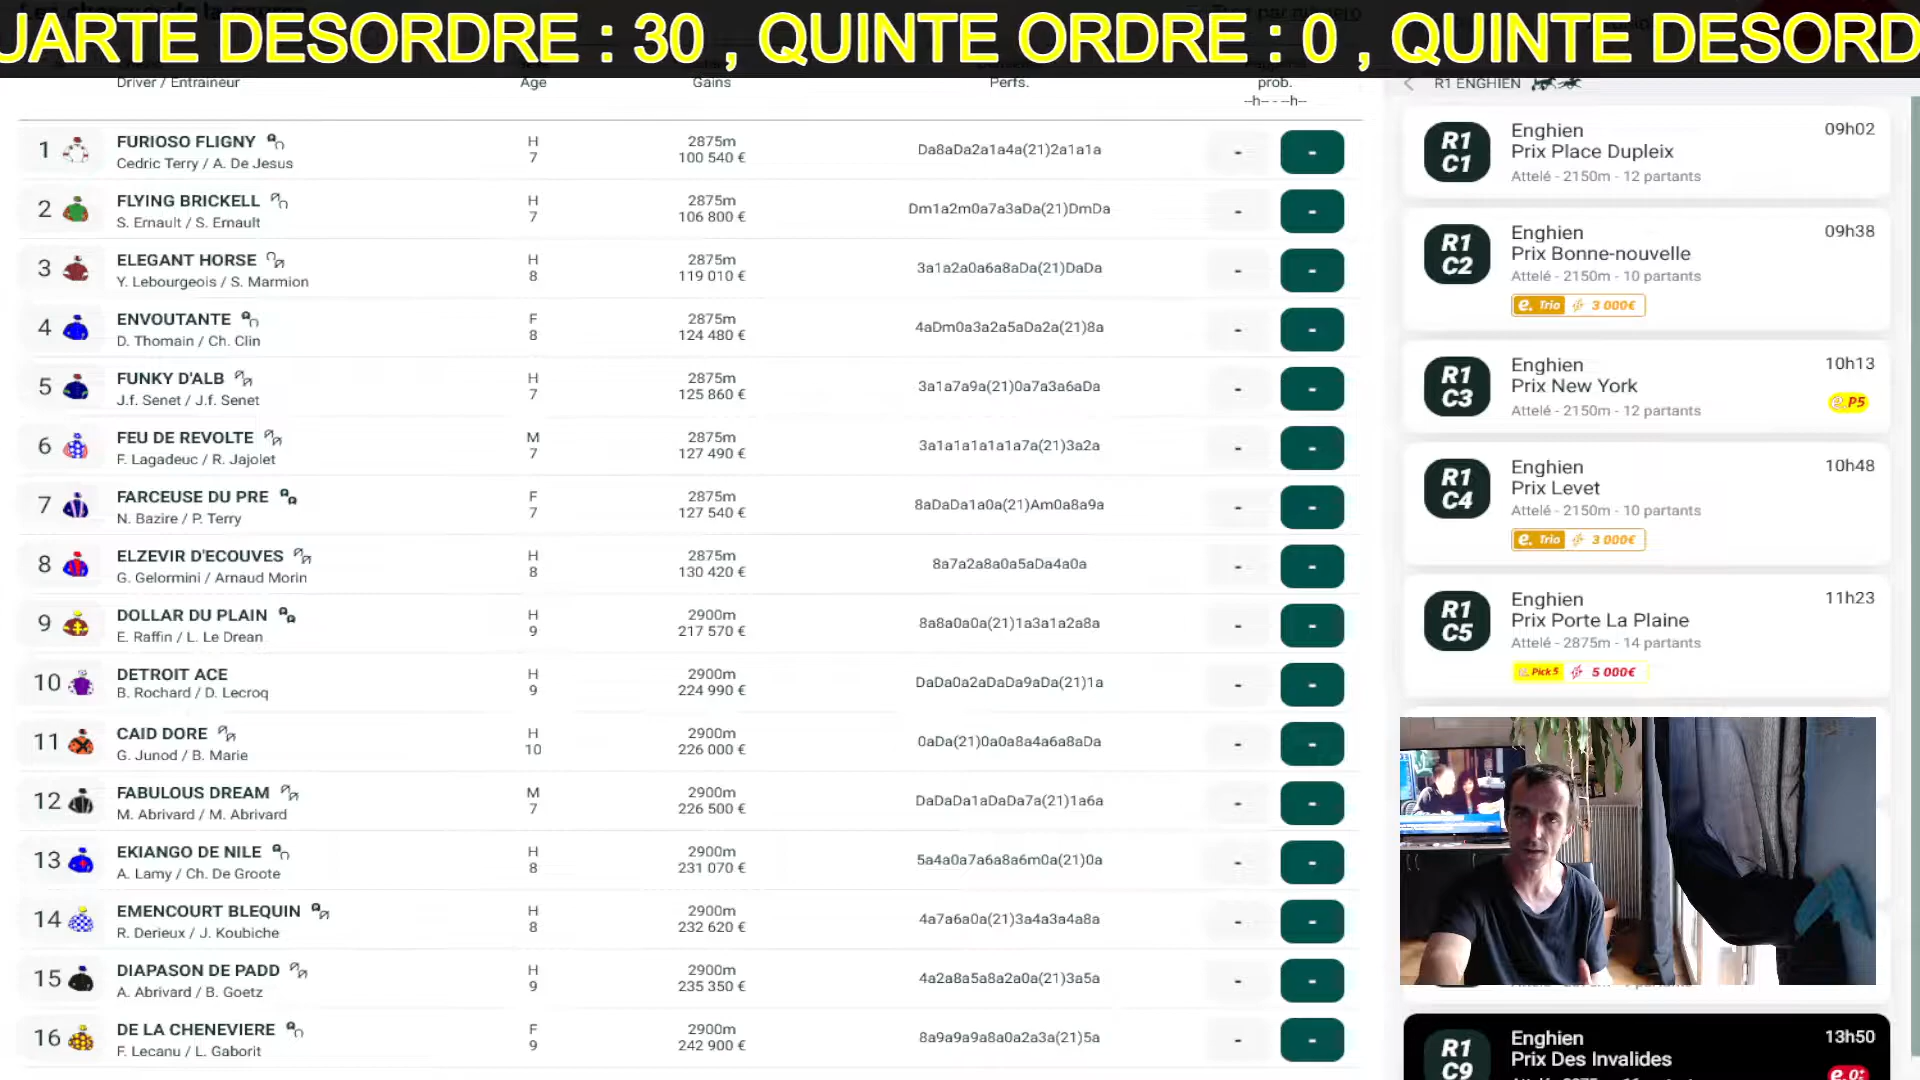 UARTE DESORDRE : 30 , QUINTE ORDRE : 0 , QUINTE DESORD
Driver / Entraineur Age Gains Perfs. prob.
--h-- - --h--
1 FURIOSO FLIGNY H 2875m Da8aDa2a1a4a(21)2a1a1a - -
Cedric Terry / A. De Jesus 7 100 540 €
2 FLYING BRICKELL H 2875m Dm1a2m0a7a3aDa(21)DmDa - -
S. Ernault / S. Ernault 7 106 800 €
3 ELEGANT HORSE H 2875m 3a1a2a0a6a8aDa(21)DaDa - -
Y. Lebourgeois / S. Marmion 8 119 010 €
4 ENVOUTANTE F 2875m 4aDm0a3a2a5aDa2a(21)8a - -
D. Thomain / Ch. Clin 8 124 480 €
5 FUNKY D'ALB H 2875m 3a1a7a9a(21)0a7a3a6aDa - -
J.f. Senet / J.f. Senet 7 125 860 €
6 FEU DE REVOLTE M 2875m 3a1a1a1a1a1a7a(21)3a2a - -
F. Lagadeuc / R. Jajolet 7 127 490 €
7 FARCEUSE DU PRE F 2875m 8aDaDa1a0a(21)Am0a8a9a - -
N. Bazire / P. Terry 7 127 540 €
8 ELZEVIR D'ECOUVES H 2875m 8a7a2a8a0a5aDa4a0a - -
G. Gelormini / Arnaud Morin 8 130 420 €
9 DOLLAR DU PLAIN H 2900m 8a8a0a0a(21)1a3a1a2a8a - -
E. Raffin / L. Le Drean 9 217 570 €
10 DETROIT ACE H 2900m DaDa0a2aDaDa9aDa(21)1a - -
B. Rochard / D. Lecroq 9 224 990 €
11 CAID DORE H 2900m 0aDa(21)0a0a8a4a6a8aDa - -
G. Junod / B. Marie 10 226 000 €
12 FABULOUS DREAM M 2900m DaDaDa1aDaDa7a(21)1a6a - -
M. Abrivard / M. Abrivard 7 226 500 €
13 EKIANGO DE NILE H 2900m 5a4a0a7a6a8a6m0a(21)0a - -
A. Lamy / Ch. De Groote 8 231 070 €
14 EMENCOURT BLEQUIN H 2900m 4a7a6a0a(21)3a4a3a4a8a - -
R. Derieux / J. Koubiche 8 232 620 €
15 DIAPASON DE PADD H 2900m 4a2a8a5a8a2a0a(21)3a5a - -
A. Abrivard / B. Goetz 9 235 350 €
16 DE LA CHENEVIERE F 2900m 8a9a9a9a8a0a2a3a(21)5a - -
F. Lecanu / L. Gaborit 9 242 900 €
R1 ENGHIEN
R1 C1 Enghien 09h02
Prix Place Dupleix
Attelé - 2150m - 12 partants
R1 C2 Enghien 09h38
Prix Bonne-nouvelle
Attelé - 2150m - 10 partants
e. Trio 3 000€
R1 C3 Enghien 10h13
Prix New York
Attelé - 2150m - 12 partants
e P5
R1 C4 Enghien 10h48
Prix Levet
Attelé - 2150m - 10 partants
e. Trio 3 000€
R1 C5 Enghien 11h23
Prix Porte La Plaine
Attelé - 2875m - 14 partants
Pick 5 5 000€
R1 C9 Enghien 13h50
Prix Des Invalides